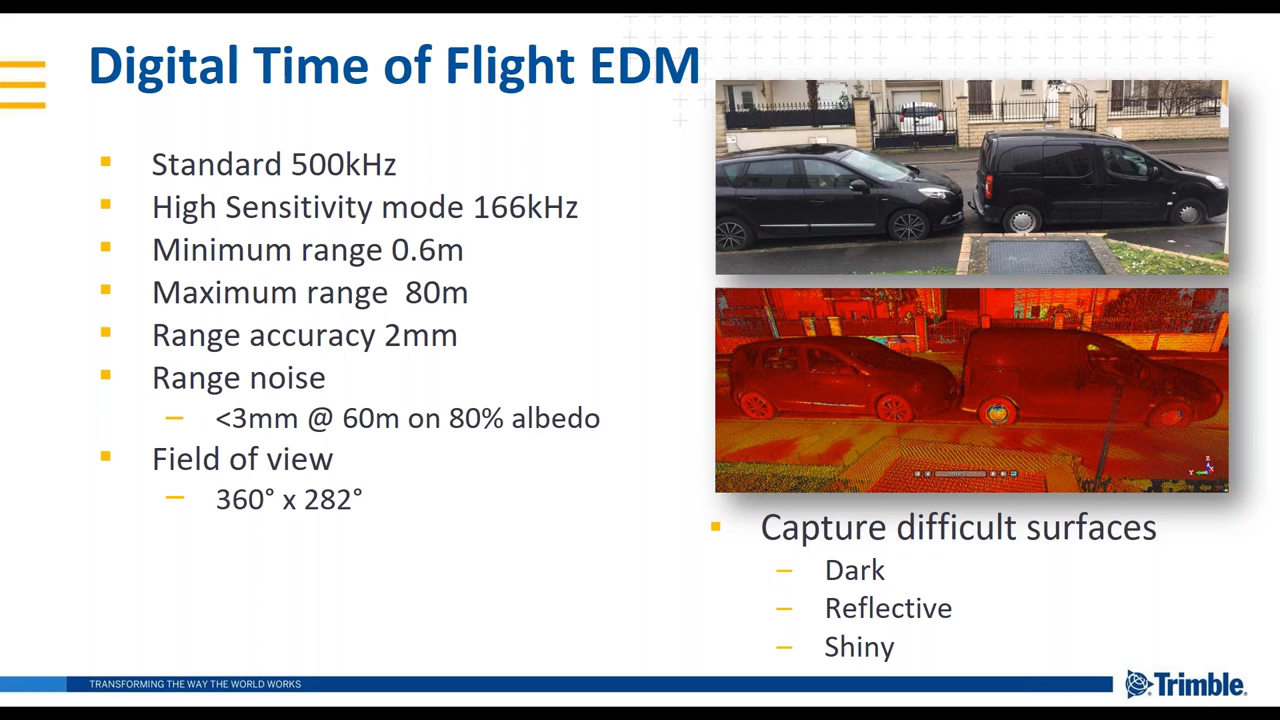 Digital Time of Flight EDM
Standard 500kHz
High Sensitivity mode 166kHz
Minimum range 0.6m
Maximum range 80m
Range accuracy 2mm
Range noise
– <3mm @ 60m on 80% albedo
Field of view
– 360° x 282°
Capture difficult surfaces
– Dark
– Reflective
– Shiny
TRANSFORMING THE WAY THE WORLD WORKS
Trimble.